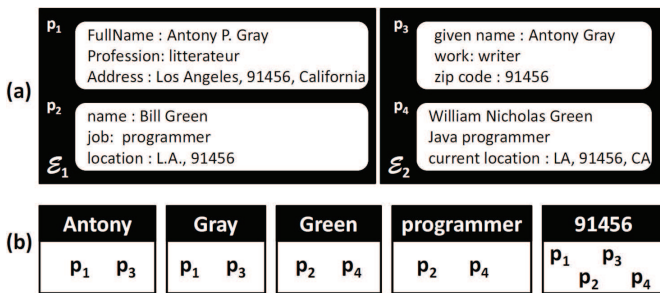 (a)
p1
FullName : Antony P. Gray
Profession: litterateur
Address : Los Angeles, 91456, California
p2
name : Bill Green
job: programmer
location : L.A., 91456
ℰ1
p3
given name : Antony Gray
work: writer
zip code : 91456
p4
William Nicholas Green
Java programmer
current location : LA, 91456, CA
ℰ2
(b)
Antony
p1 p3
Gray
p1 p3
Green
p2 p4
programmer
p2 p4
91456
p1 p3
p2 p4